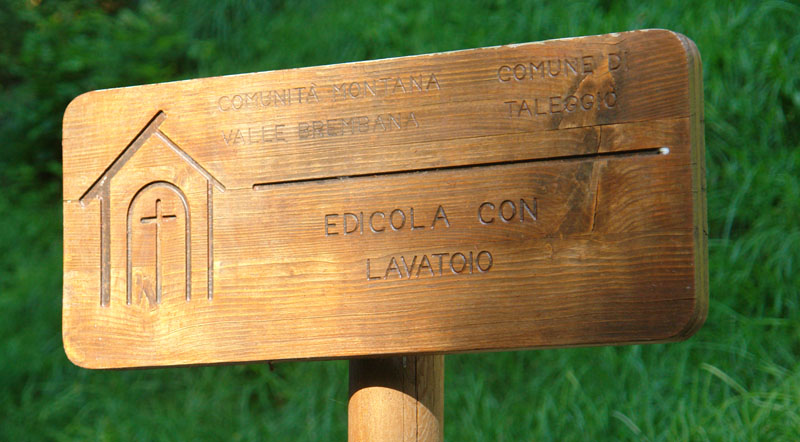 COMUNITÀ MONTANA
VALLE BREMBANA
COMUNE DI
TALEGGIO
EDICOLA CON
LAVATOIO